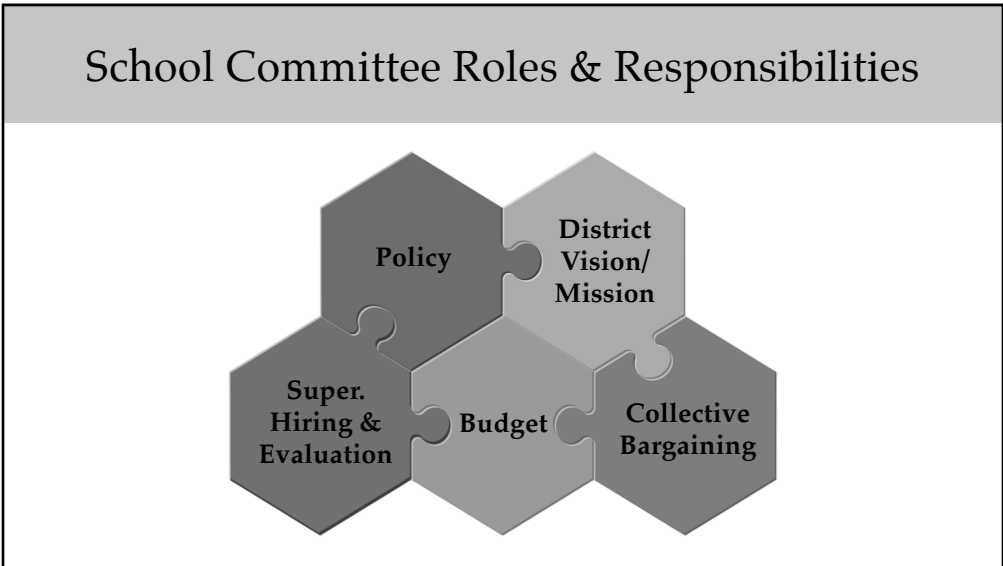 School Committee Roles & Responsibilities
Policy
District
Vision/
Mission
Super.
Hiring &
Evaluation
Budget
Collective
Bargaining